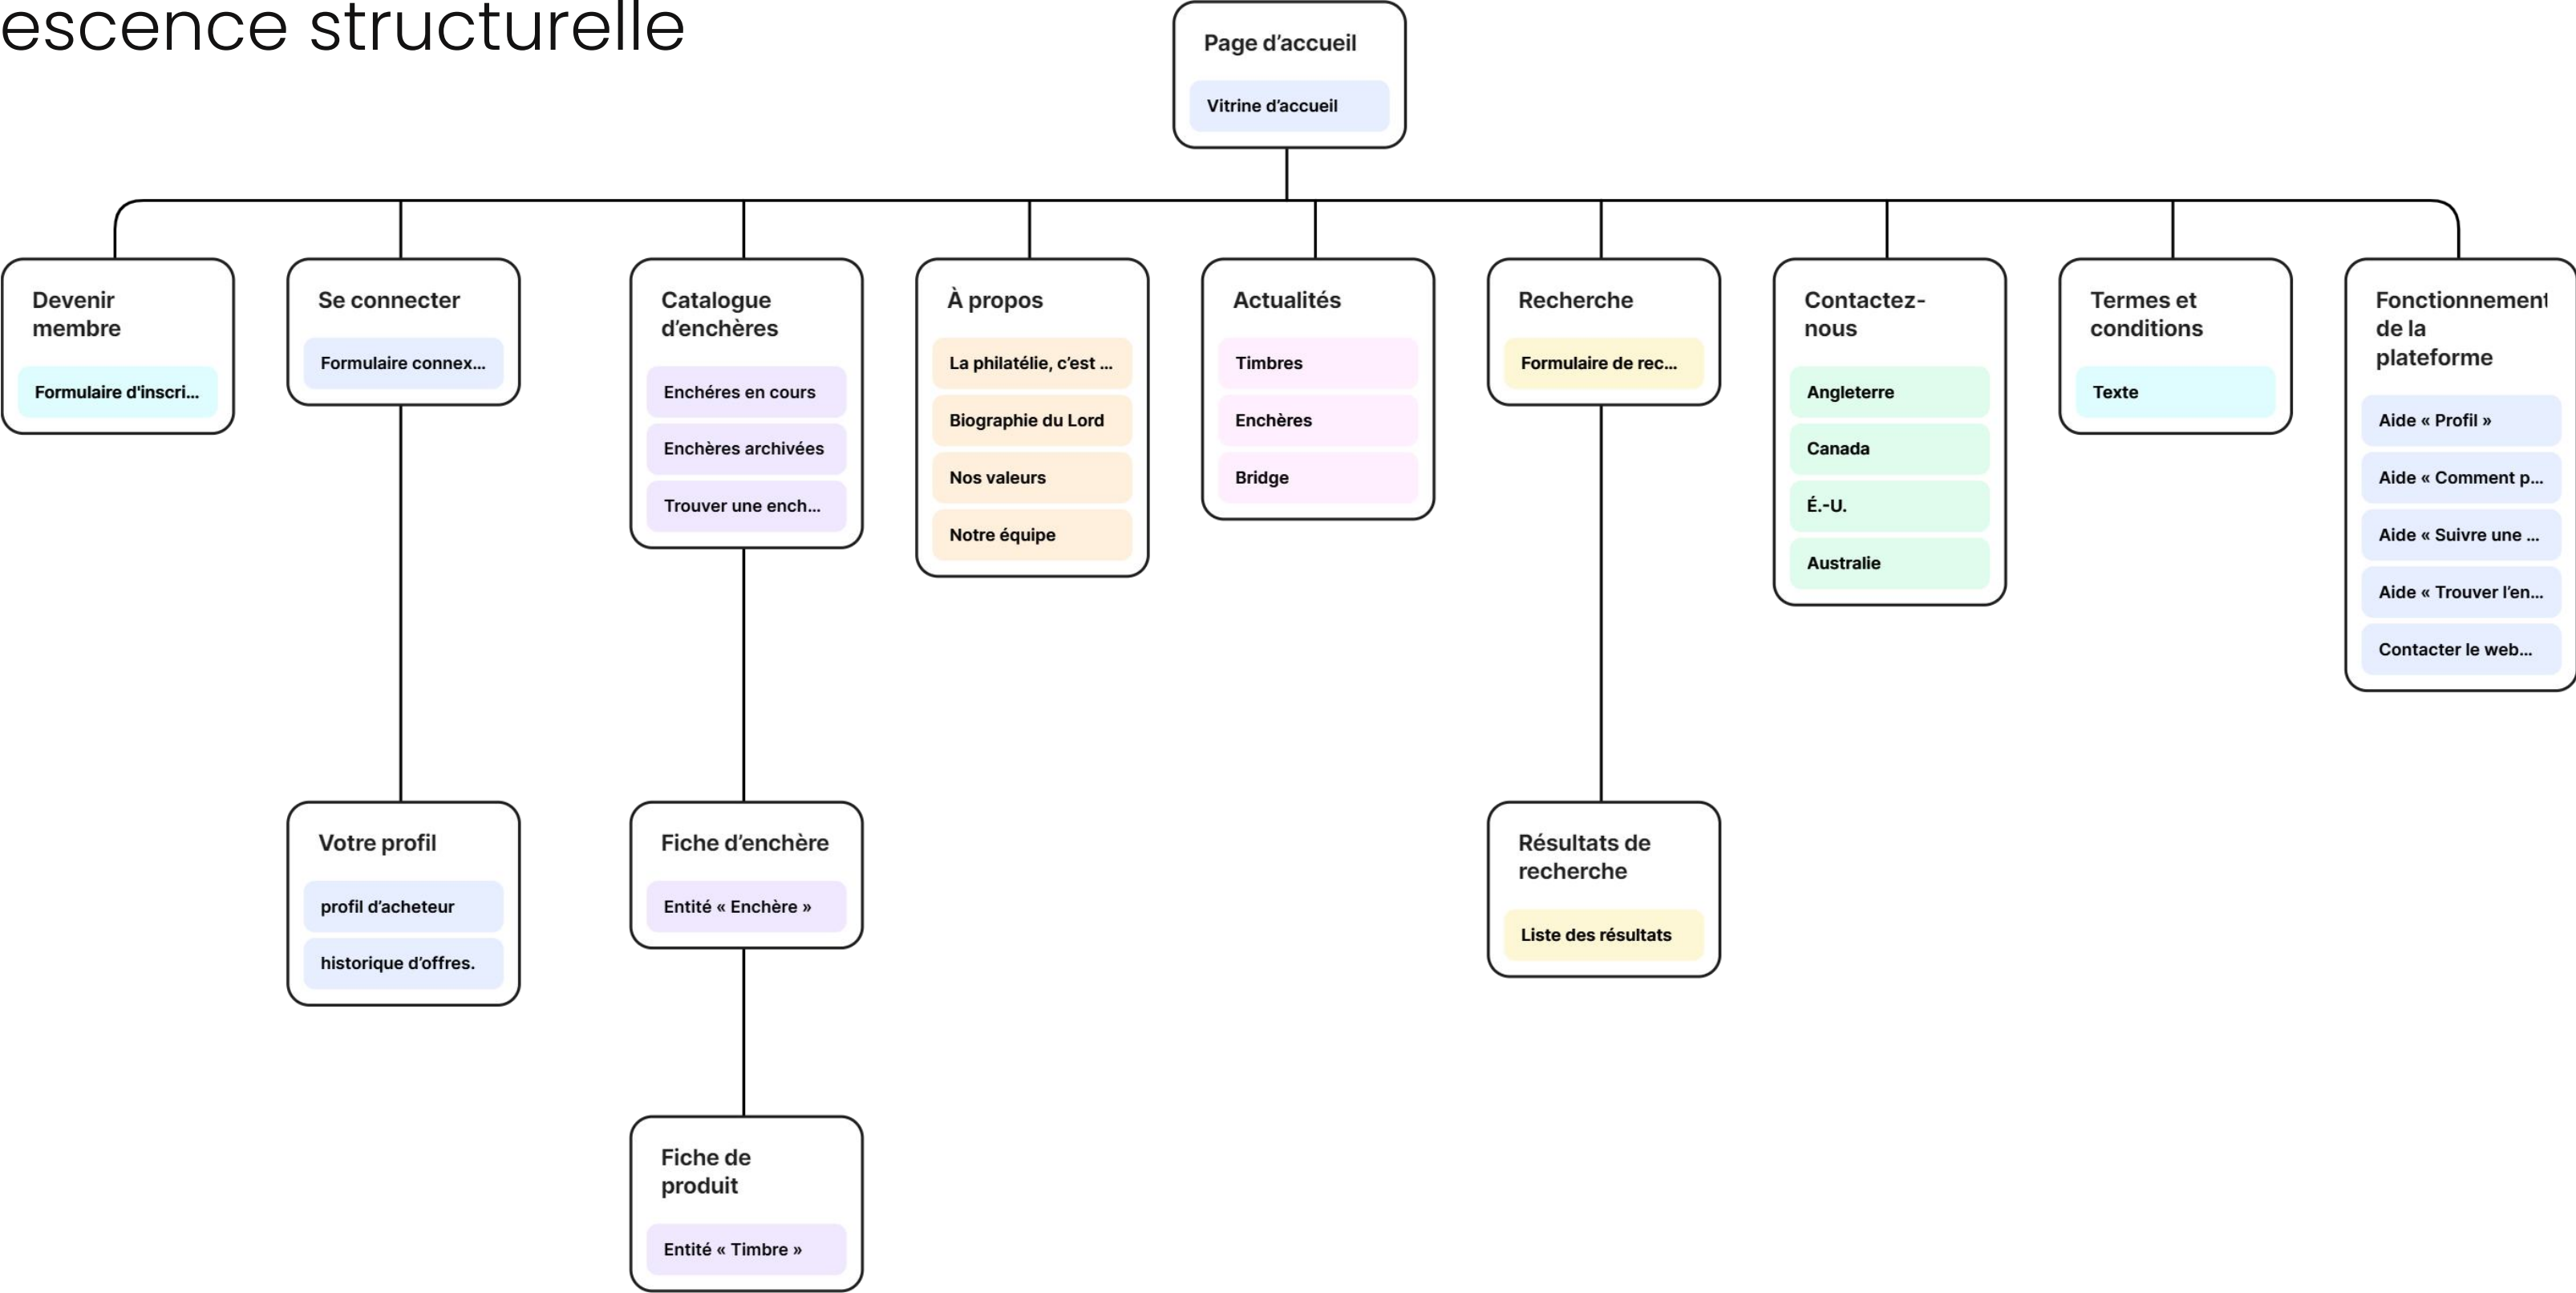 escence structurelle
Page d’accueil
Vitrine d’accueil
Devenir
membre
Formulaire d'inscri...
Se connecter
Formulaire connex...
Catalogue
d’enchères
Enchéres en cours
Enchères archivées
Trouver une ench...
À propos
La philatélie, c’est ...
Biographie du Lord
Nos valeurs
Notre équipe
Actualités
Timbres
Enchères
Bridge
Recherche
Formulaire de rec...
Contactez-
nous
Angleterre
Canada
É.-U.
Australie
Termes et
conditions
Texte
Fonctionnement
de la
plateforme
Aide « Profil »
Aide « Comment p...
Aide « Suivre une ...
Aide « Trouver l’en...
Contacter le web...
Votre profil
profil d’acheteur
historique d’offres.
Fiche d’enchère
Entité « Enchère »
Résultats de
recherche
Liste des résultats
Fiche de
produit
Entité « Timbre »